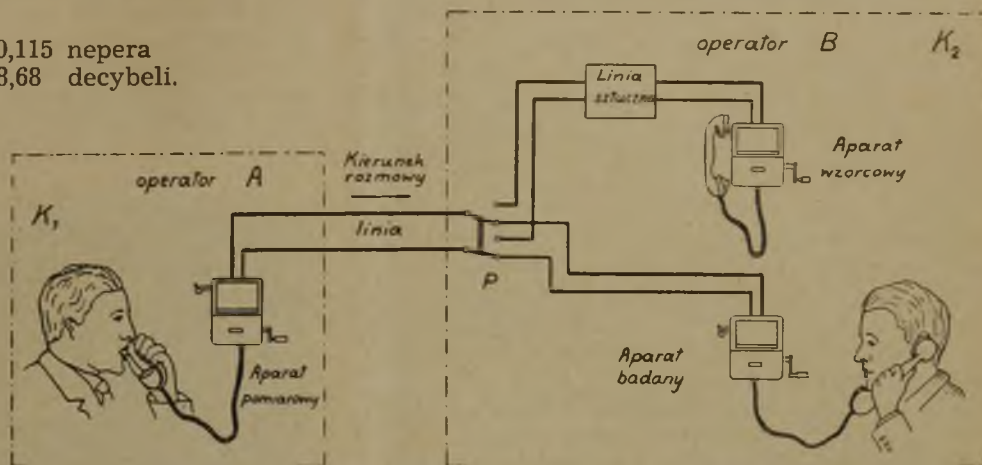 0,115 nepera
8,68 decybeli.
operator B
K2
Linia
sztuczna
Aparat
wzorcowy
Kierunek
rozmowy
operator A
K1
linia
P
Aparat
pomiarowy
Aparat
badany